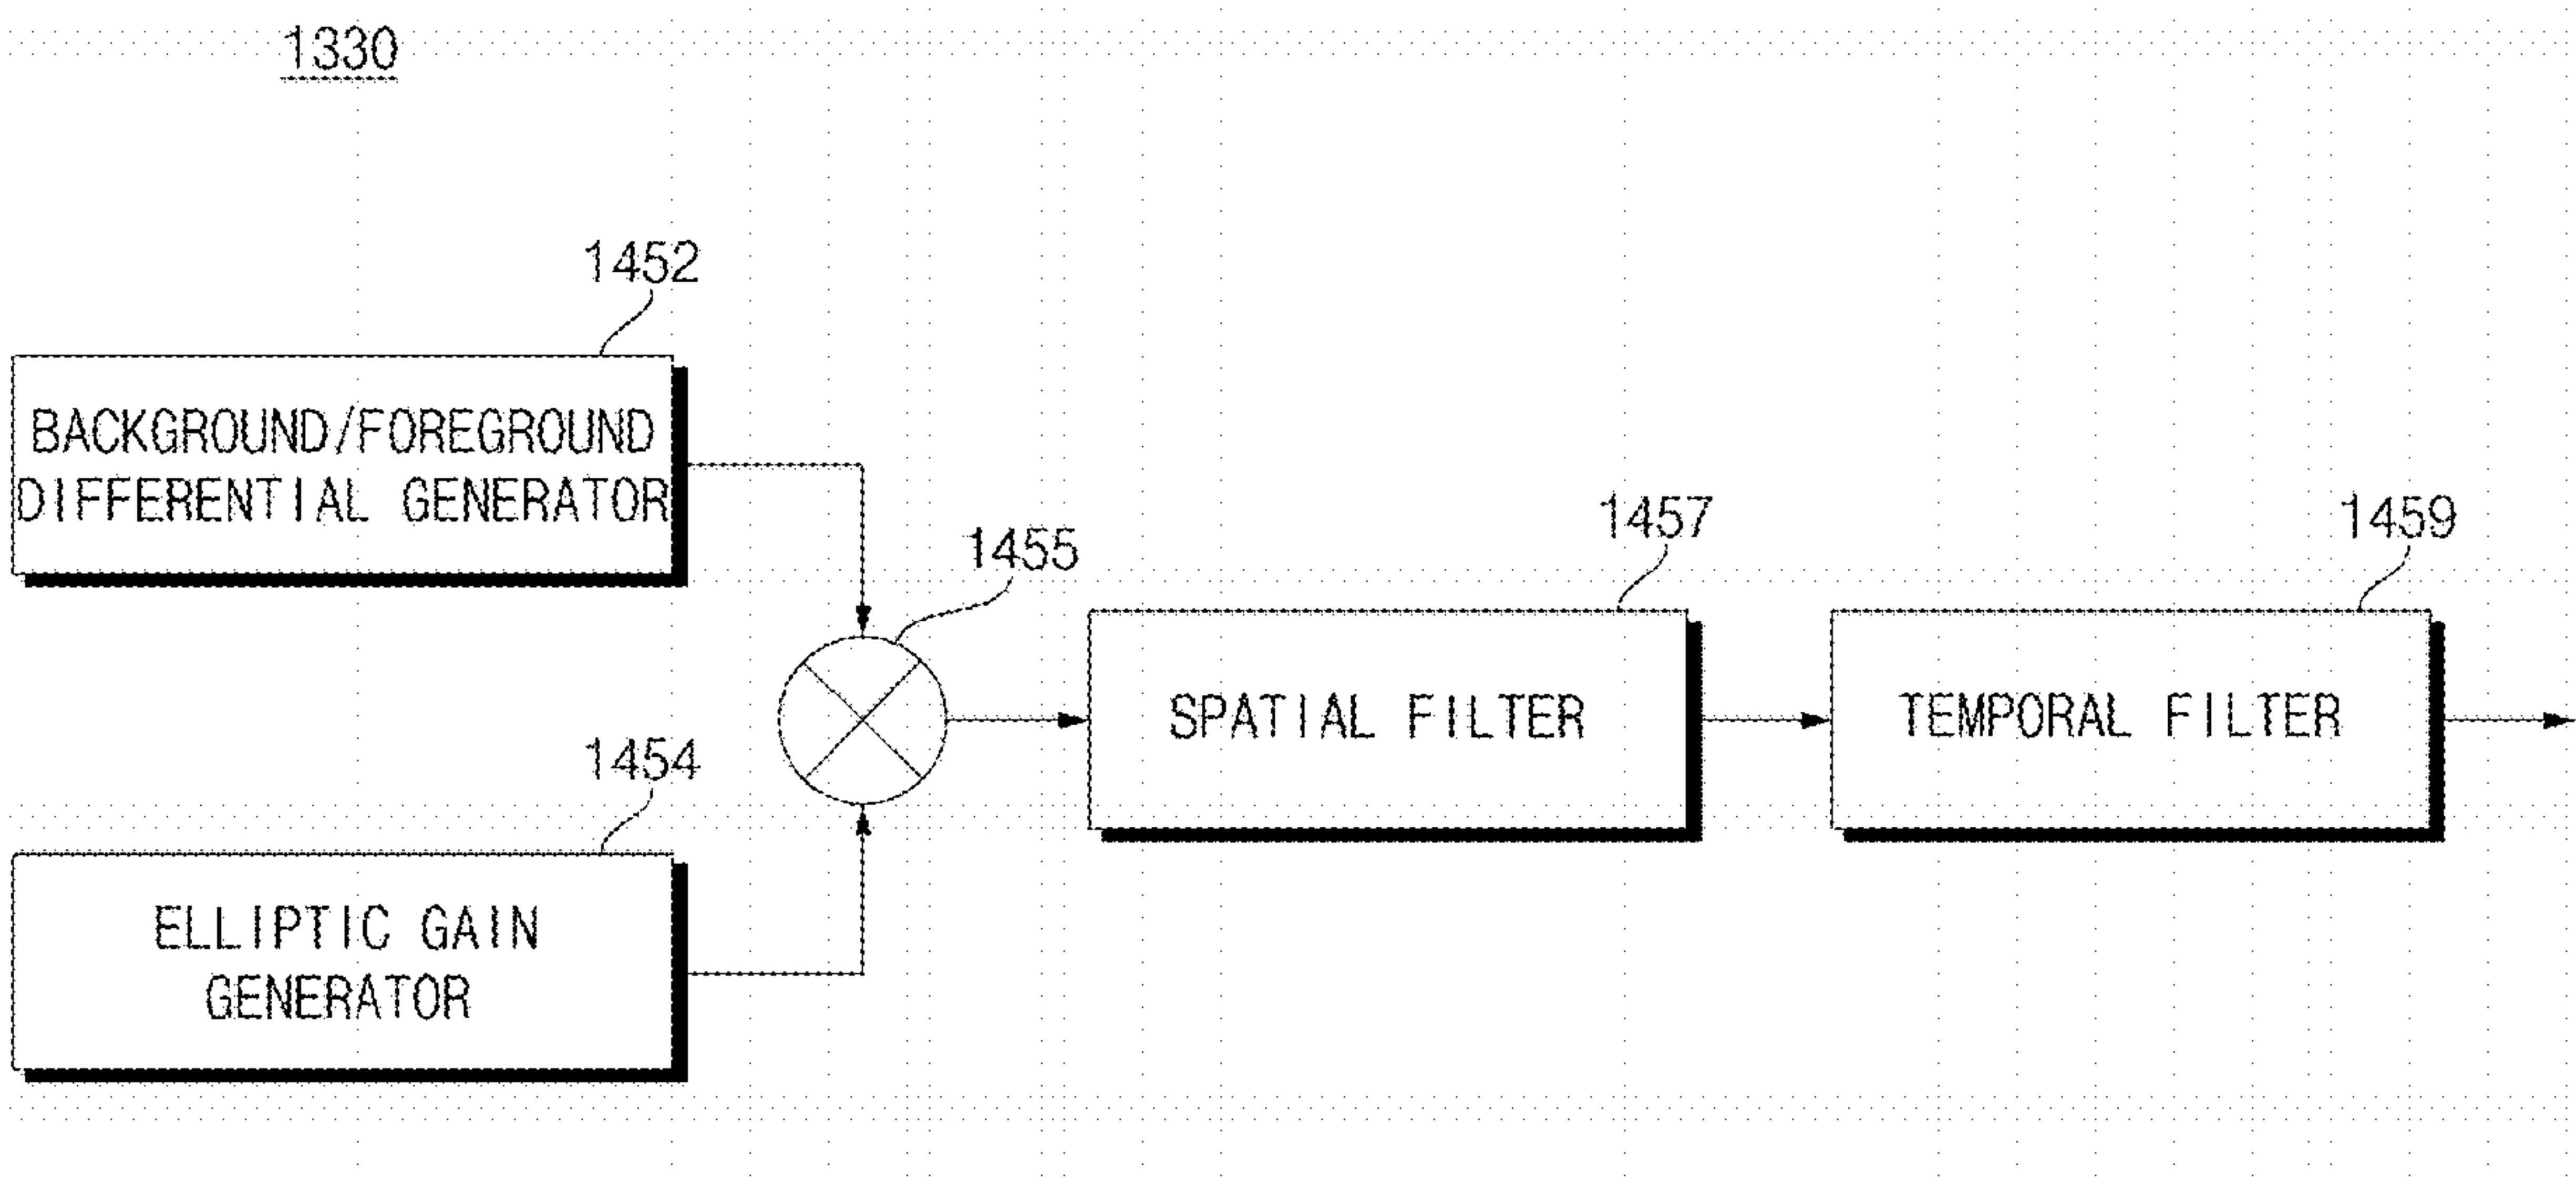 1330
1452
BACKGROUND/FOREGROUND
DIFFERENTIAL GENERATOR
1455
1457
1459
SPATIAL FILTER
TEMPORAL FILTER
1454
ELLIPTIC GAIN
GENERATOR